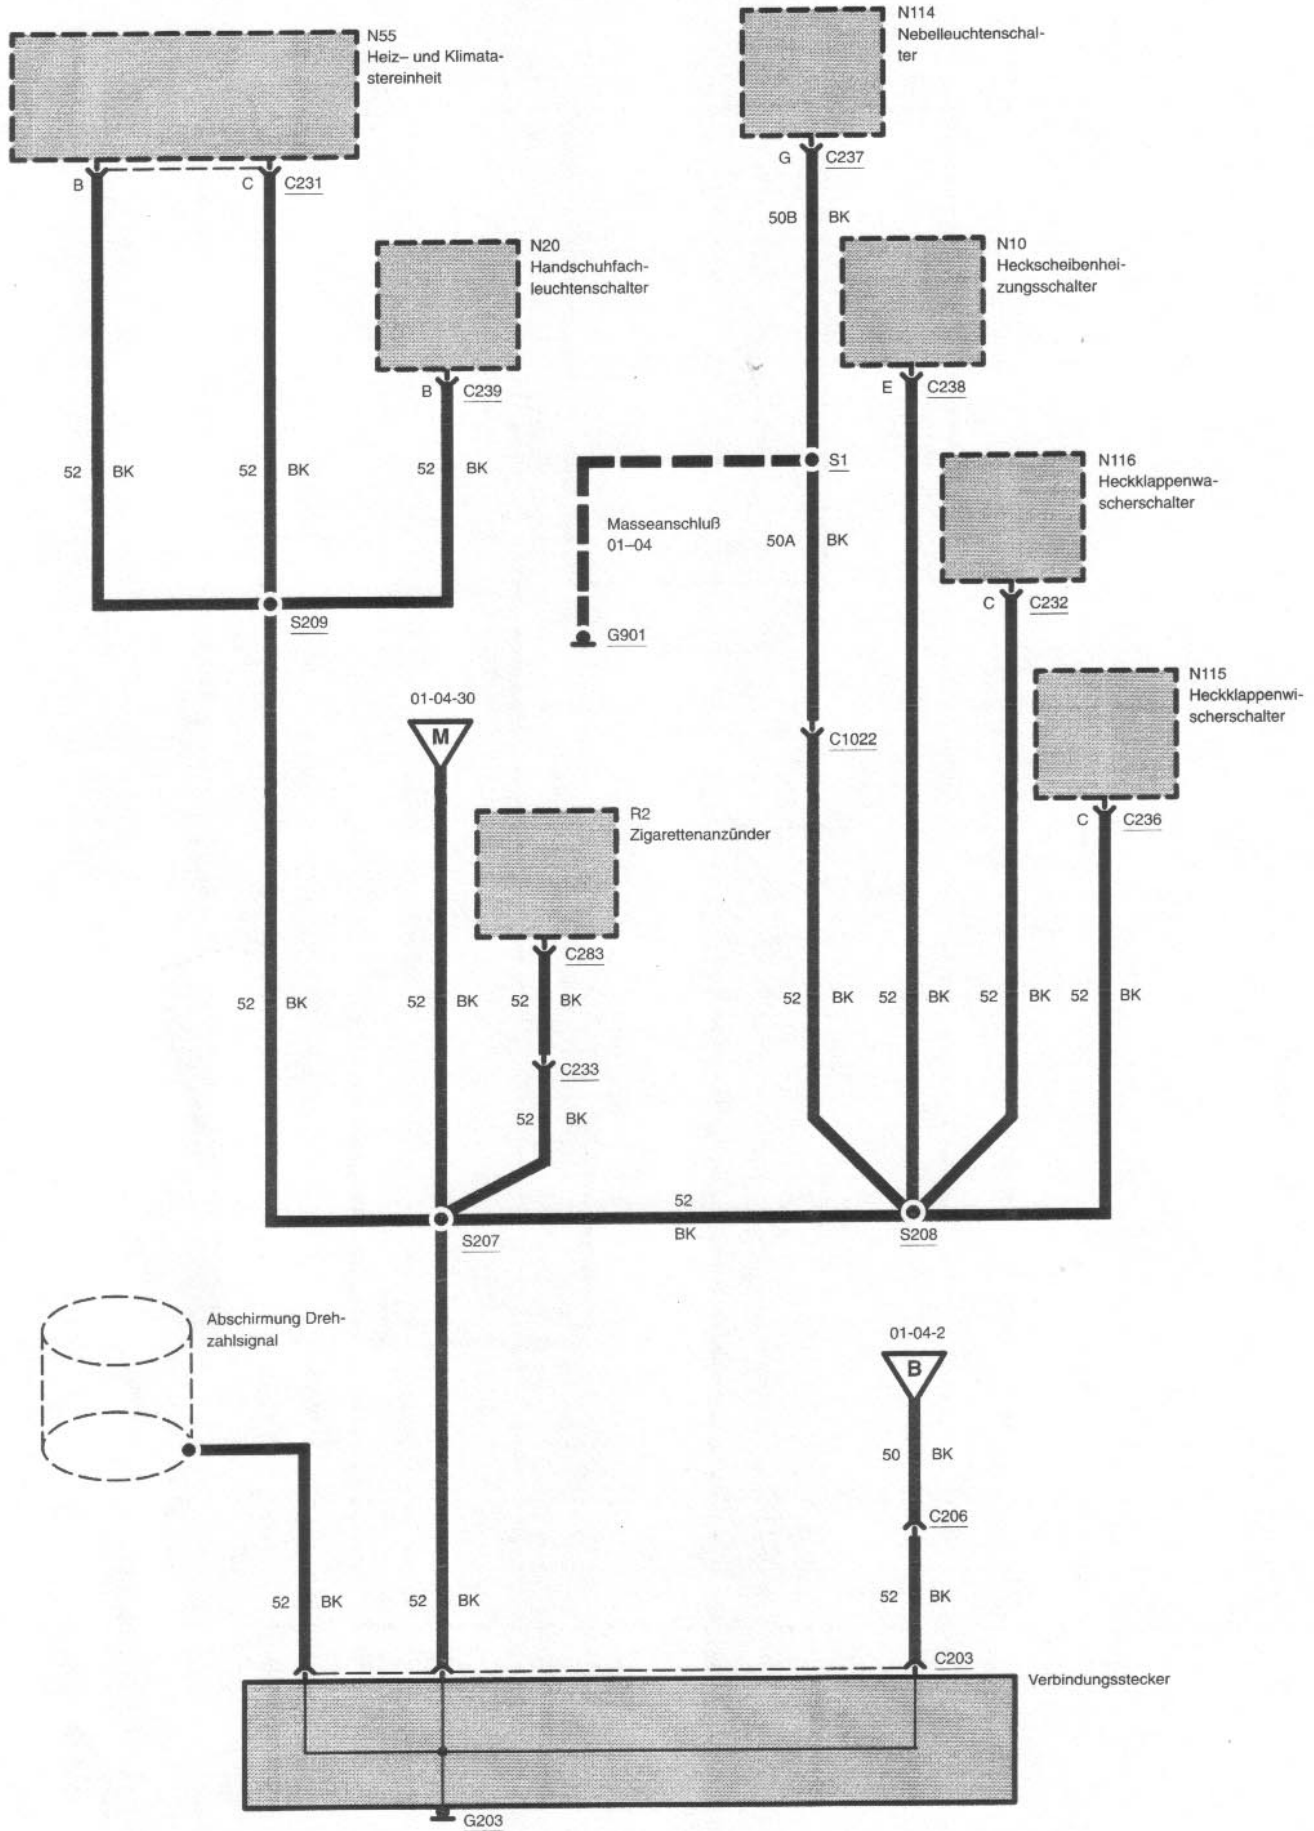 N55
Heiz– und Klimata-
stereinheit
B
C
C231
N114
Nebelleuchtenschal-
ter
G
C237
50B
BK
N20
Handschuhfach-
leuchtenschalter
B
C239
N10
Heckscheibenhei-
zungsschalter
E
C238
52
BK
52
BK
52
BK
S1
N116
Heckklappenwa-
scherschalter
Masseanschluß
01–04
50A
BK
C
C232
S209
G901
N115
Heckklappenwi-
scherschalter
01-04-30
M
C1022
R2
Zigarettenanzünder
C
C236
C283
52
BK
52
BK
52
BK
52
BK
52
BK
52
BK
52
BK
C233
52
BK
52
BK
S207
S208
Abschirmung Dreh-
zahlsignal
01-04-2
B
50
BK
C206
52
BK
52
BK
52
BK
C203
Verbindungsstecker
G203